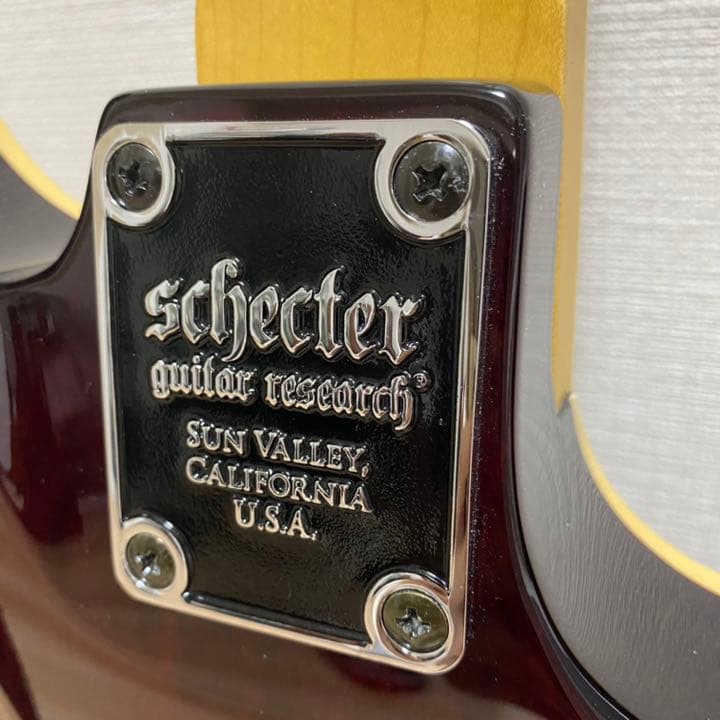 schecter
guitar research®
SUN VALLEY,
CALIFORNIA
U.S.A.